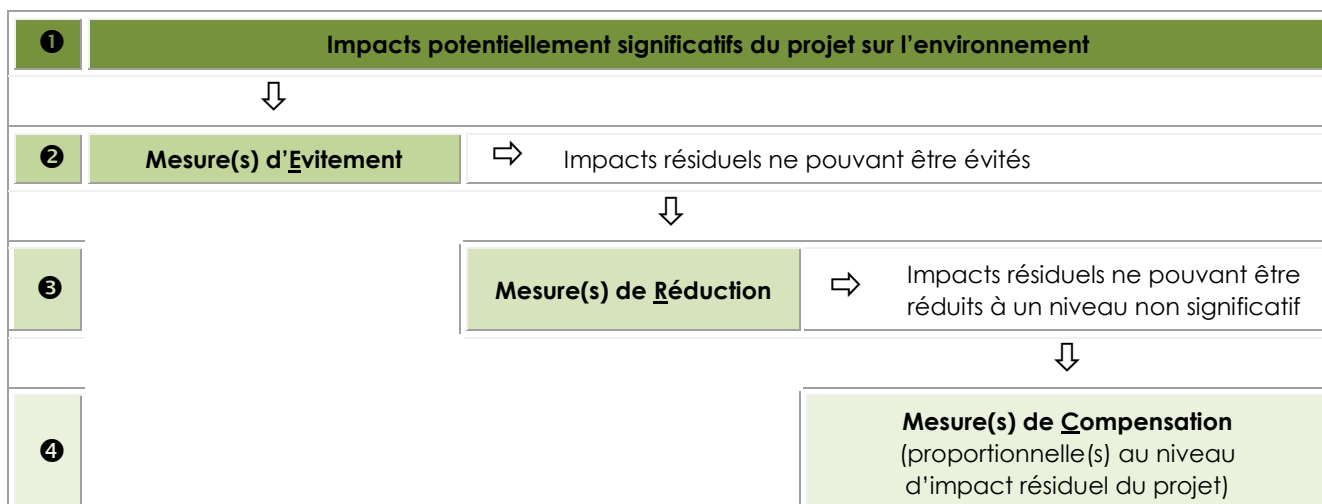 ❶ Impacts potentiellement significatifs du projet sur l'environnement
❷ Mesure(s) d'Evitement ⇨ Impacts résiduels ne pouvant être évités
❸ Mesure(s) de Réduction ⇨ Impacts résiduels ne pouvant être
réduits à un niveau non significatif
❹ Mesure(s) de Compensation
(proportionnelle(s) au niveau
d'impact résiduel du projet)